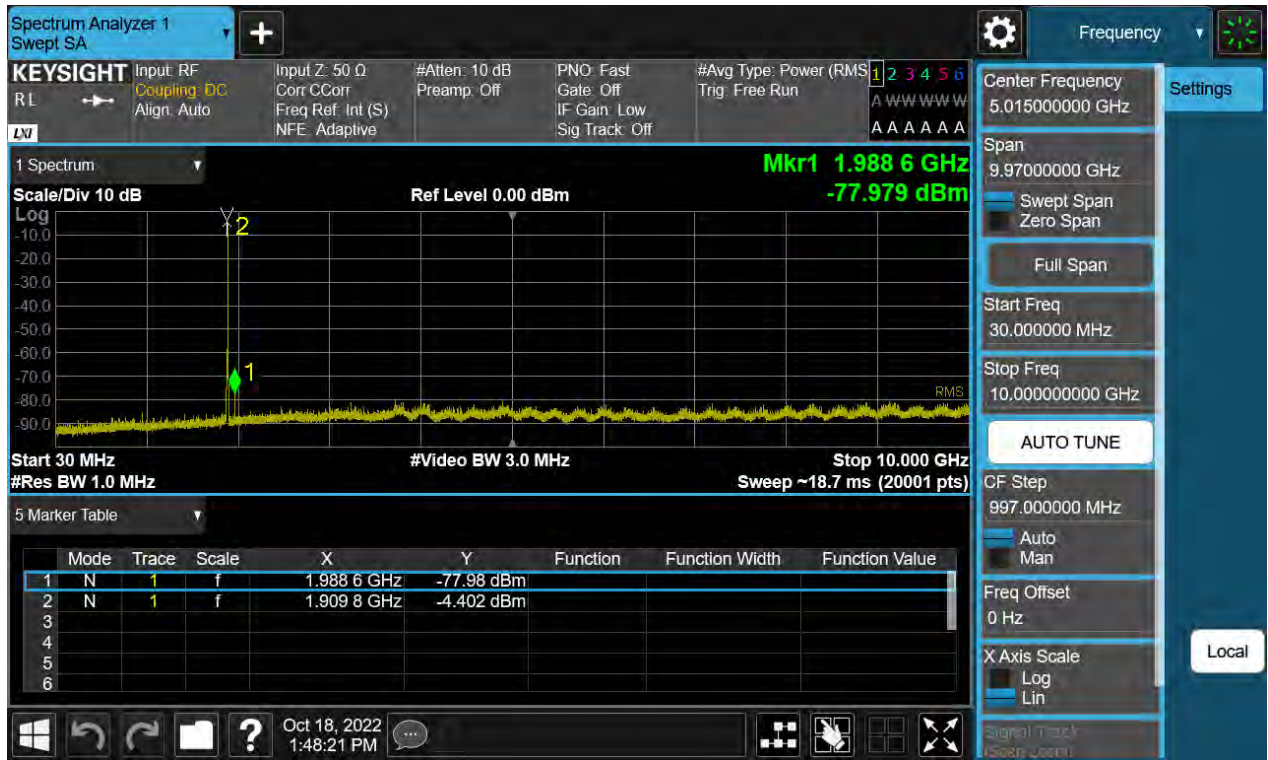 Spectrum Analyzer 1
Swept SA
+
Frequency
KEYSIGHT
RL
LXI
Input: RF
Coupling: DC
Align: Auto
Input Z: 50 Ω
Corr CCorr
Freq Ref: Int (S)
NFE: Adaptive
#Atten: 10 dB
Preamp: Off
PNO: Fast
Gate: Off
IF Gain: Low
Sig Track: Off
#Avg Type: Power (RMS
Trig: Free Run
1 2 3 4 5 6
A W W W W W
A A A A A A
1 Spectrum
Scale/Div 10 dB
Ref Level 0.00 dBm
Mkr1 1.988 6 GHz
-77.979 dBm
Log
-10.0
-20.0
-30.0
-40.0
-50.0
-60.0
-70.0
-80.0
-90.0
2
1
RMS
Start 30 MHz
#Video BW 3.0 MHz
Stop 10.000 GHz
#Res BW 1.0 MHz
Sweep ~18.7 ms (20001 pts)
5 Marker Table
Mode Trace Scale X Y Function Function Width Function Value
1 N 1 f 1.988 6 GHz -77.98 dBm
2 N 1 f 1.909 8 GHz -4.402 dBm
3
4
5
6
Center Frequency
5.015000000 GHz
Span
9.97000000 GHz
Swept Span
Zero Span
Full Span
Start Freq
30.000000 MHz
Stop Freq
10.000000000 GHz
AUTO TUNE
CF Step
997.000000 MHz
Auto
Man
Freq Offset
0 Hz
X Axis Scale
Log
Lin
Signal Track
(Span Zoom)
Settings
Local
?
Oct 18, 2022
1:48:21 PM